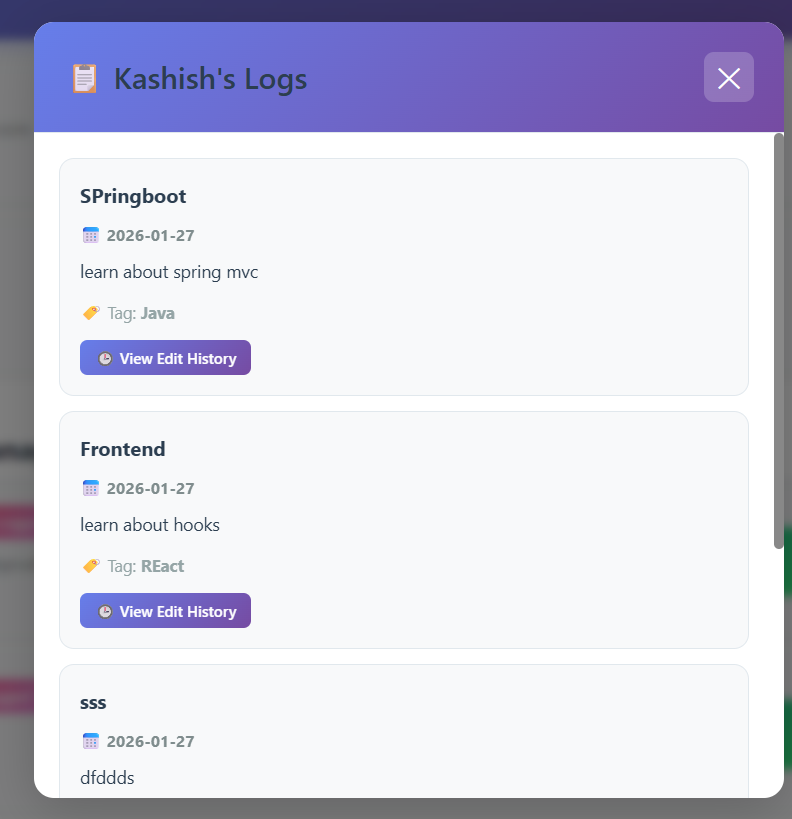 Kashish's Logs
SPringboot
2026-01-27
learn about spring mvc
Tag: Java
View Edit History
Frontend
2026-01-27
learn about hooks
Tag: REact
View Edit History
sss
2026-01-27
dfddds